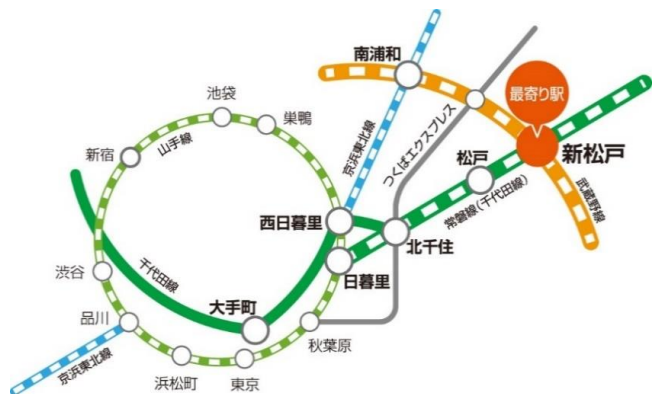 南浦和
最寄り駅
池袋
巣鴨
山手線
新宿
京浜東北線
つくばエクスプレス
松戸
新松戸
武蔵野線
常磐線(千代田線)
西日暮里
北千住
日暮里
千代田線
渋谷
大手町
品川
秋葉原
京浜東北線
浜松町
東京